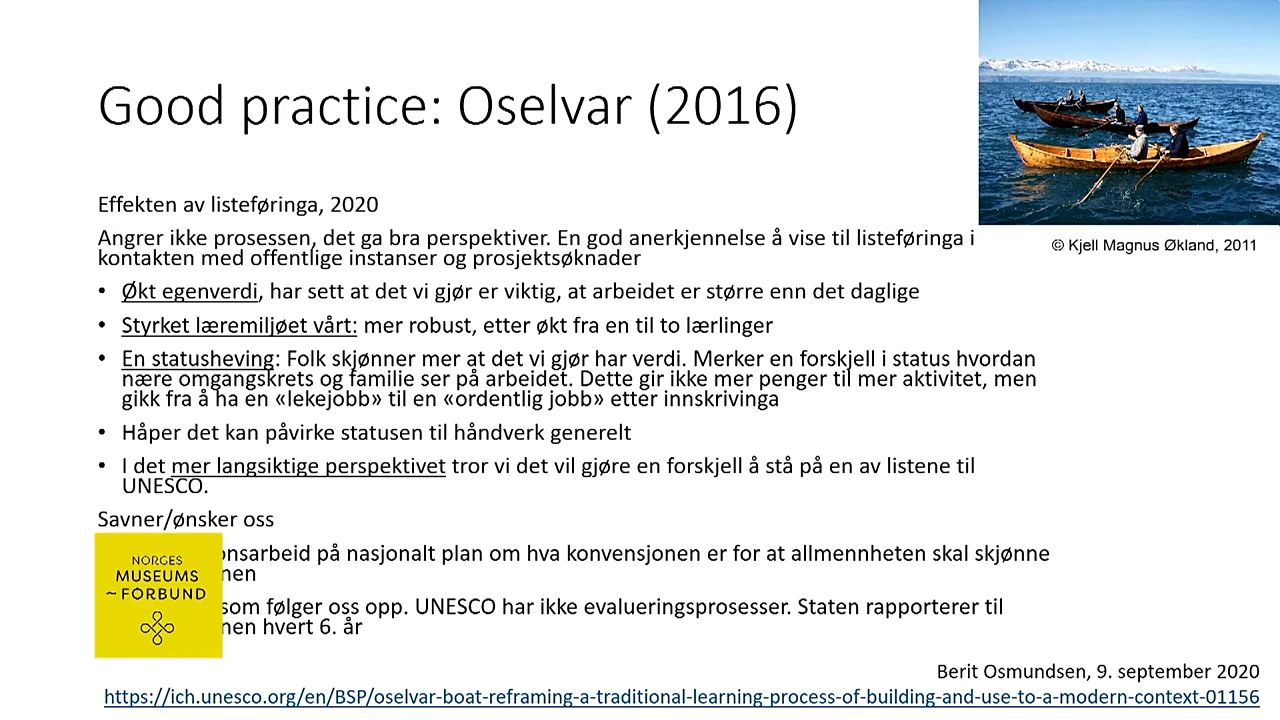 Good practice: Oselvar (2016)
© Kjell Magnus Økland, 2011
Effekten av listeføringa, 2020
Angrer ikke prosessen, det ga bra perspektiver. En god anerkjennelse å vise til listeføringa i
kontakten med offentlige instanser og prosjektsøknader
• Økt egenverdi, har sett at det vi gjør er viktig, at arbeidet er større enn det daglige
• Styrket læremiljøet vårt: mer robust, etter økt fra en til to lærlinger
• En statusheving: Folk skjønner mer at det vi gjør har verdi. Merker en forskjell i status hvordan
nære omgangskrets og familie ser på arbeidet. Dette gir ikke mer penger til mer aktivitet, men
gikk fra å ha en «lekejobb» til en «ordentlig jobb» etter innskrivinga
• Håper det kan påvirke statusen til håndverk generelt
• I det mer langsiktige perspektivet tror vi det vil gjøre en forskjell å stå på en av listene til
UNESCO.
Savner/ønsker oss
på nasjonalt plan om hva konvensjonen er for at allmennheten skal skjønne
som følger oss opp. UNESCO har ikke evalueringsprosesser. Staten rapporterer til
hvert 6. år
NORGES
MUSEUMS
~FORBUND
Berit Osmundsen, 9. september 2020
https://ich.unesco.org/en/BSP/oselvar-boat-reframing-a-traditional-learning-process-of-building-and-use-to-a-modern-context-01156